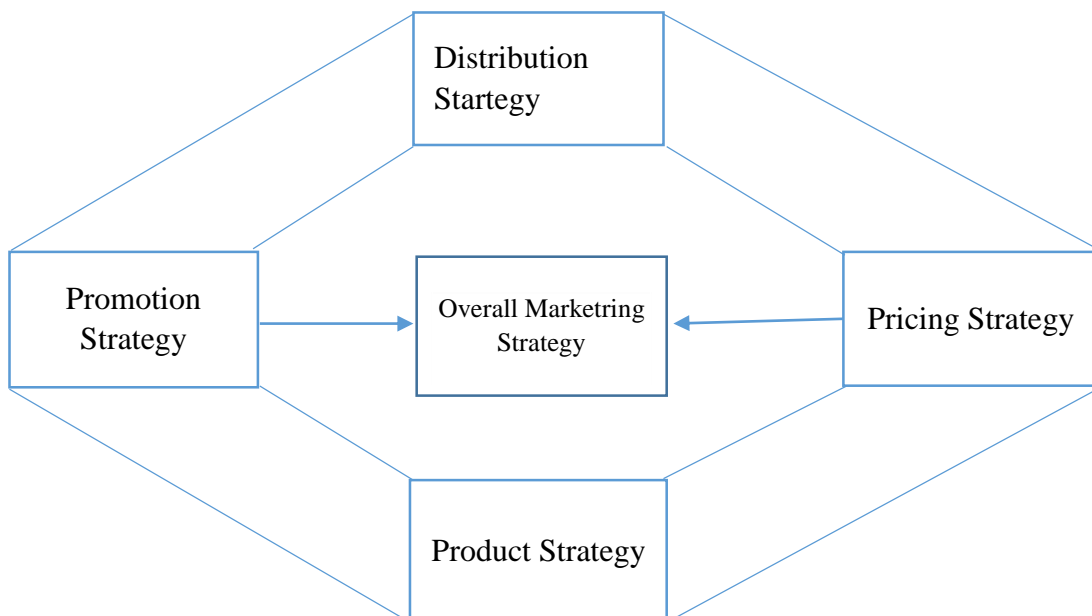 Distribution
Startegy
Promotion
Strategy
Overall Marketring
Strategy
Pricing Strategy
Product Strategy